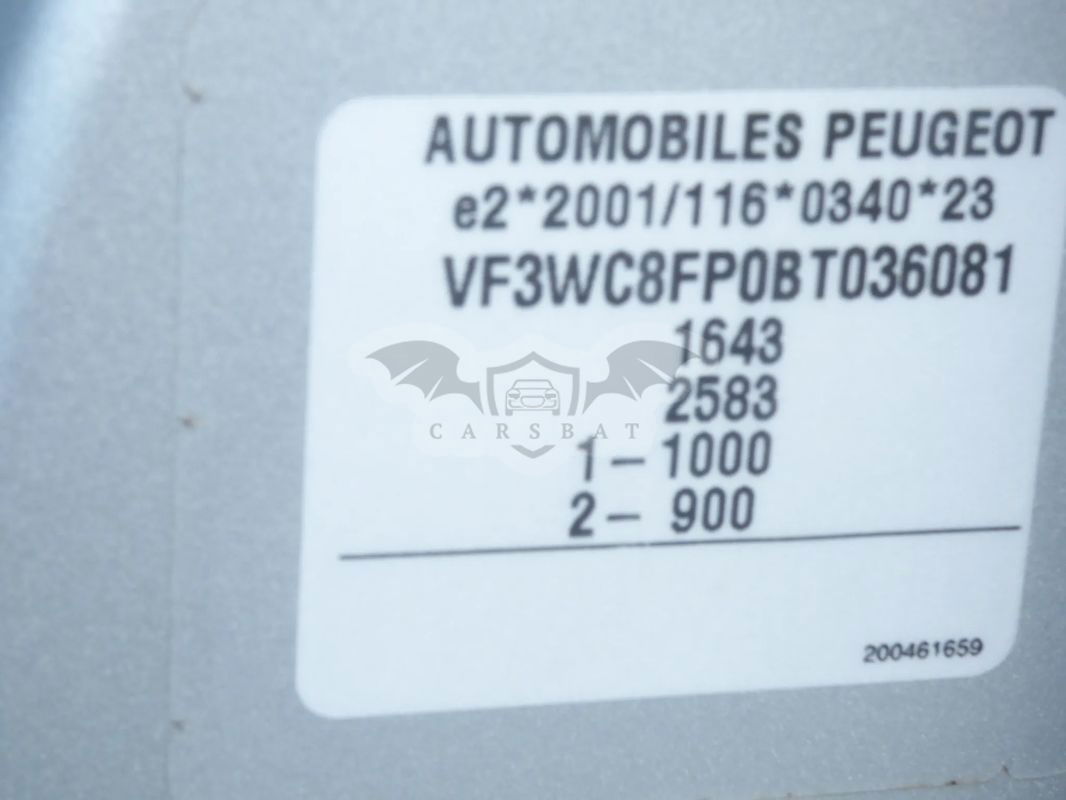 AUTOMOBILES PEUGEOT
e2*2001/116*0340*23
VF3WC8FP0BT036081
1643
2583
CARSBAT
1 – 1000
2 – 900
200461659